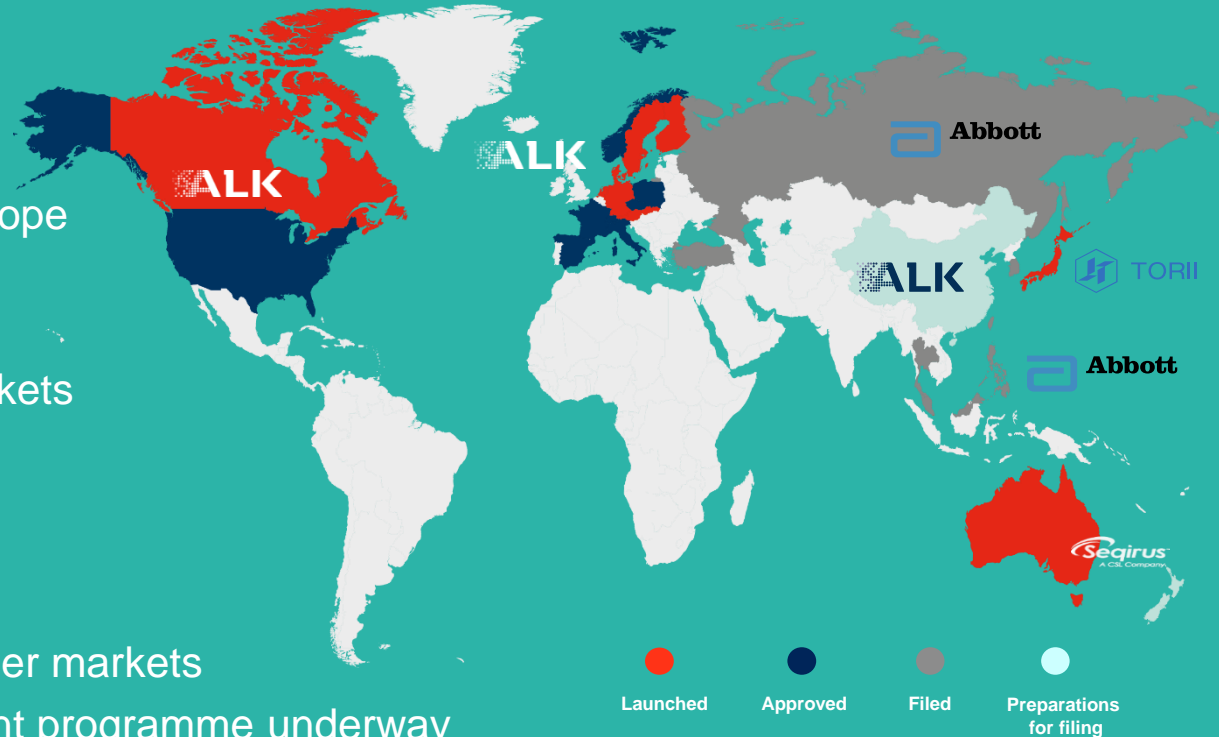 Abbott
ALK
ALK
ope
ALK
TORII
Abbott
kets
Seqirus
A CSL Company
er markets
Launched
Approved
Filed
Preparations
for filing
nt programme underway